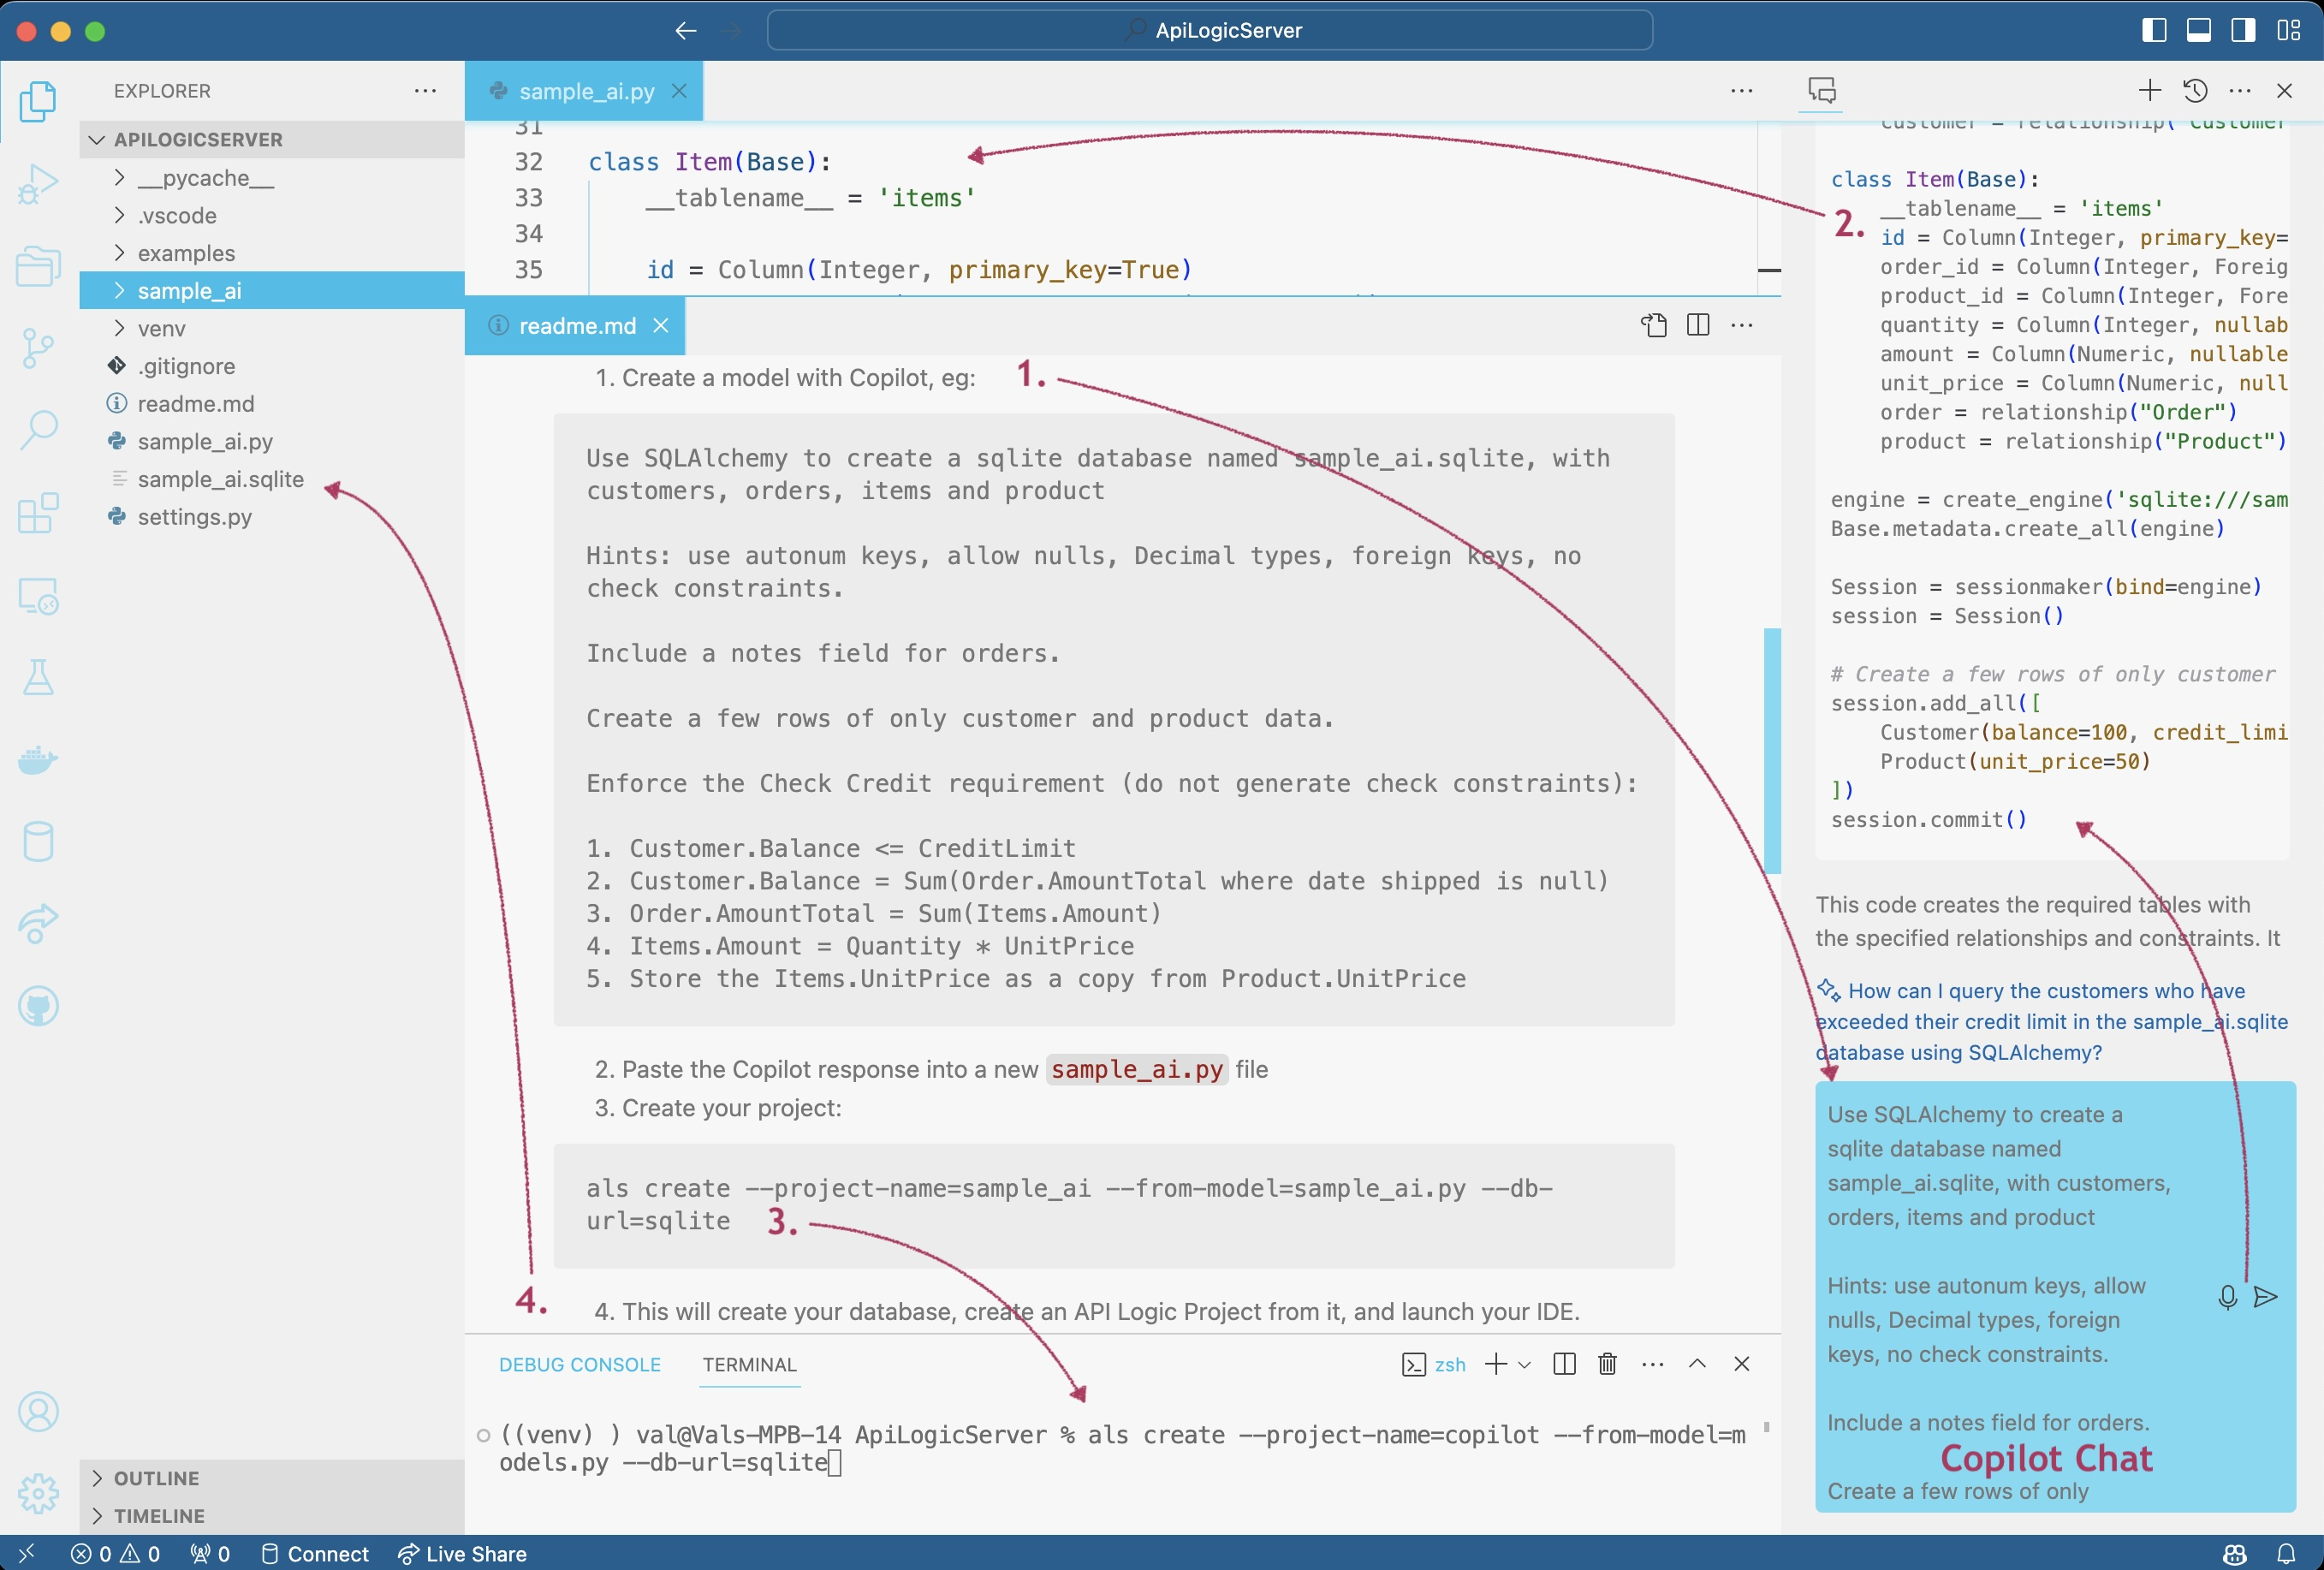 ApiLogicServer
EXPLORER
APILOGICSERVER
__pycache__
.vscode
examples
sample_ai
venv
.gitignore
readme.md
sample_ai.py
sample_ai.sqlite
settings.py
OUTLINE
TIMELINE
sample_ai.py
31
32 class Item(Base):
33 __tablename__ = 'items'
34
35 id = Column(Integer, primary_key=True)
readme.md
1. Create a model with Copilot, eg:
1.
Use SQLAlchemy to create a sqlite database named sample_ai.sqlite, with
customers, orders, items and product
Hints: use autonum keys, allow nulls, Decimal types, foreign keys, no
check constraints.
Include a notes field for orders.
Create a few rows of only customer and product data.
Enforce the Check Credit requirement (do not generate check constraints):
1. Customer.Balance <= CreditLimit
2. Customer.Balance = Sum(Order.AmountTotal where date shipped is null)
3. Order.AmountTotal = Sum(Items.Amount)
4. Items.Amount = Quantity * UnitPrice
5. Store the Items.UnitPrice as a copy from Product.UnitPrice
2. Paste the Copilot response into a new sample_ai.py file
3. Create your project:
als create --project-name=sample_ai --from-model=sample_ai.py --db-
url=sqlite
3.
4.
4. This will create your database, create an API Logic Project from it, and launch your IDE.
DEBUG CONSOLE
TERMINAL
zsh
((venv) ) val@Vals-MPB-14 ApiLogicServer % als create --project-name=copilot --from-model=m
odels.py --db-url=sqlite
customer = relationship("Customer
class Item(Base):
__tablename__ = 'items'
2.
id = Column(Integer, primary_key=
order_id = Column(Integer, Foreig
product_id = Column(Integer, Fore
quantity = Column(Integer, nullab
amount = Column(Numeric, nullable
unit_price = Column(Numeric, null
order = relationship("Order")
product = relationship("Product")
engine = create_engine('sqlite:///sam
Base.metadata.create_all(engine)
Session = sessionmaker(bind=engine)
session = Session()
# Create a few rows of only customer
session.add_all([
Customer(balance=100, credit_limi
Product(unit_price=50)
])
session.commit()
This code creates the required tables with
the specified relationships and constraints. It
How can I query the customers who have
exceeded their credit limit in the sample_ai.sqlite
database using SQLAlchemy?
Use SQLAlchemy to create a
sqlite database named
sample_ai.sqlite, with customers,
orders, items and product
Hints: use autonum keys, allow
nulls, Decimal types, foreign
keys, no check constraints.
Include a notes field for orders.
Copilot Chat
Create a few rows of only
0 0 0 Connect Live Share